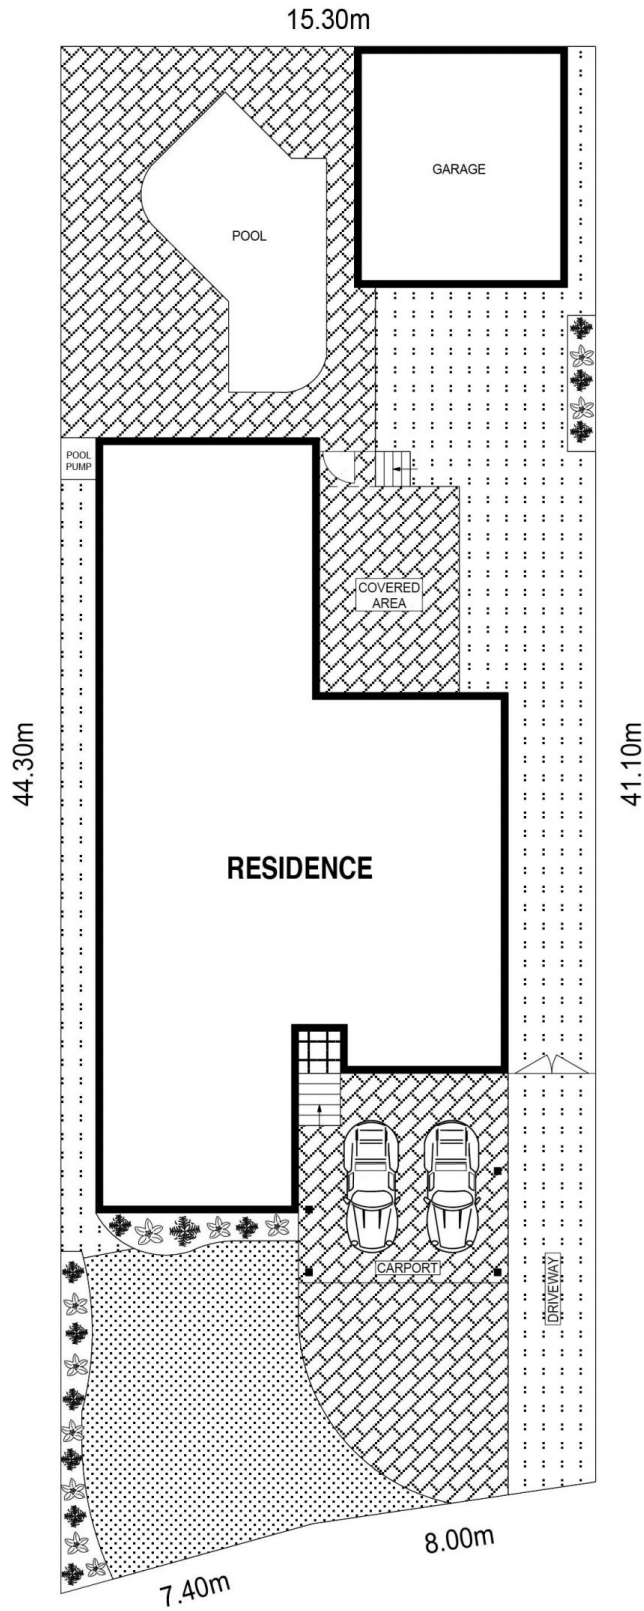 15.30m
GARAGE
POOL
POOL
PUMP
COVERED
AREA
44.30m
41.10m
RESIDENCE
CARPORT
DRIVEWAY
8.00m
7.40m